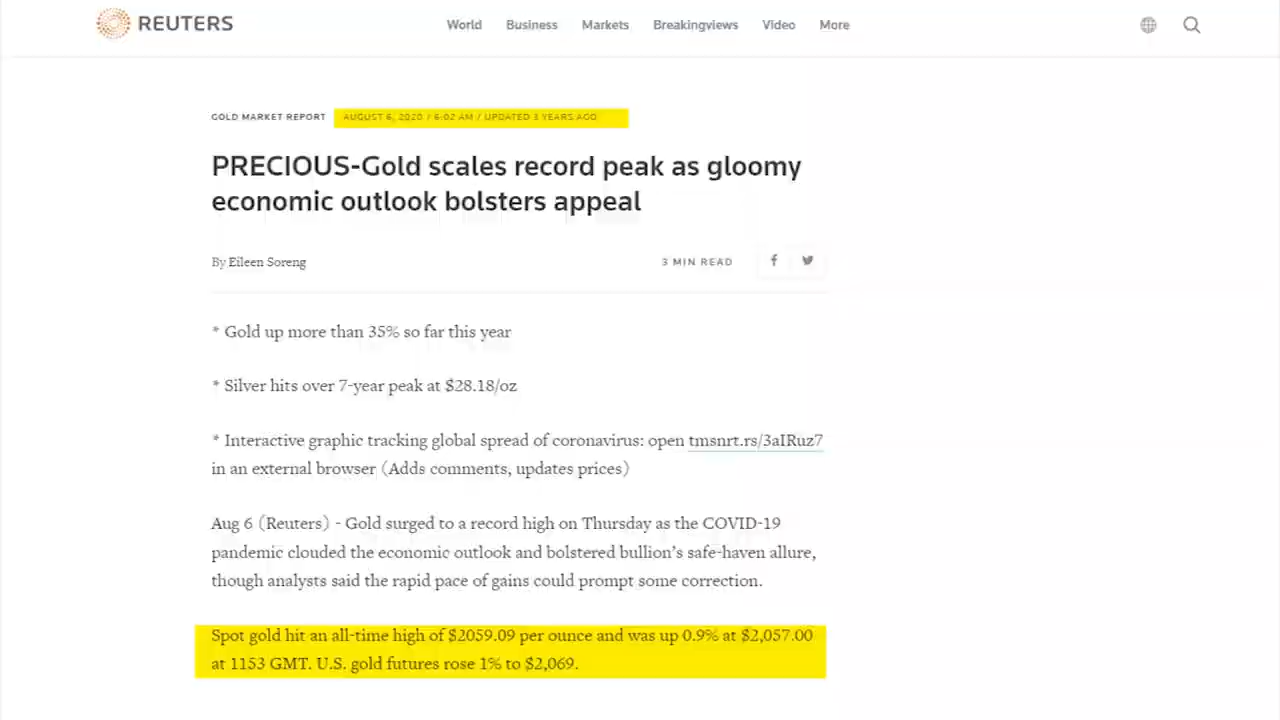 REUTERS
World Business Markets Breakingviews Video More
GOLD MARKET REPORT AUGUST 6, 2020 / 6:02 AM / UPDATED 3 YEARS AGO
PRECIOUS-Gold scales record peak as gloomy
economic outlook bolsters appeal
By Eileen Soreng
3 MIN READ
* Gold up more than 35% so far this year
* Silver hits over 7-year peak at $28.18/oz
* Interactive graphic tracking global spread of coronavirus: open tmsnrt.rs/3aIRuz7
in an external browser (Adds comments, updates prices)
Aug 6 (Reuters) - Gold surged to a record high on Thursday as the COVID-19
pandemic clouded the economic outlook and bolstered bullion’s safe-haven allure,
though analysts said the rapid pace of gains could prompt some correction.
Spot gold hit an all-time high of $2059.09 per ounce and was up 0.9% at $2,057.00
at 1153 GMT. U.S. gold futures rose 1% to $2,069.